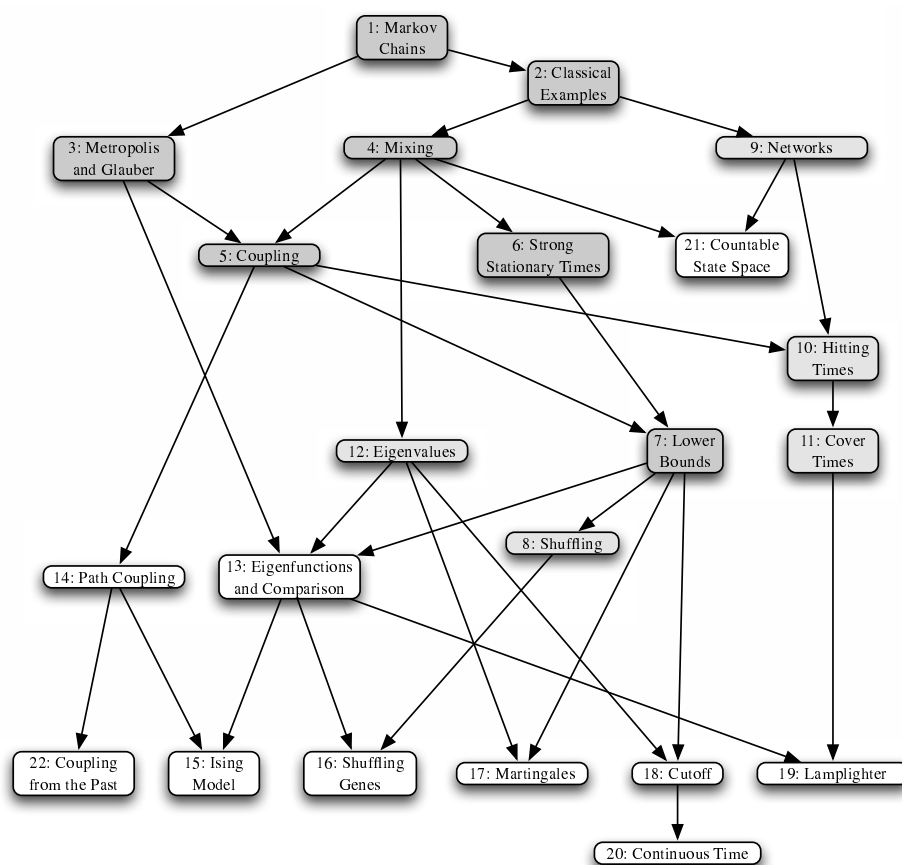 1: Markov
Chains
2: Classical
Examples
3: Metropolis
and Glauber
4: Mixing
9: Networks
5: Coupling
6: Strong
Stationary Times
21: Countable
State Space
10: Hitting
Times
12: Eigenvalues
7: Lower
Bounds
11: Cover
Times
8: Shuffling
14: Path Coupling
13: Eigenfunctions
and Comparison
22: Coupling
from the Past
15: Ising
Model
16: Shuffling
Genes
17: Martingales
18: Cutoff
19: Lamplighter
20: Continuous Time